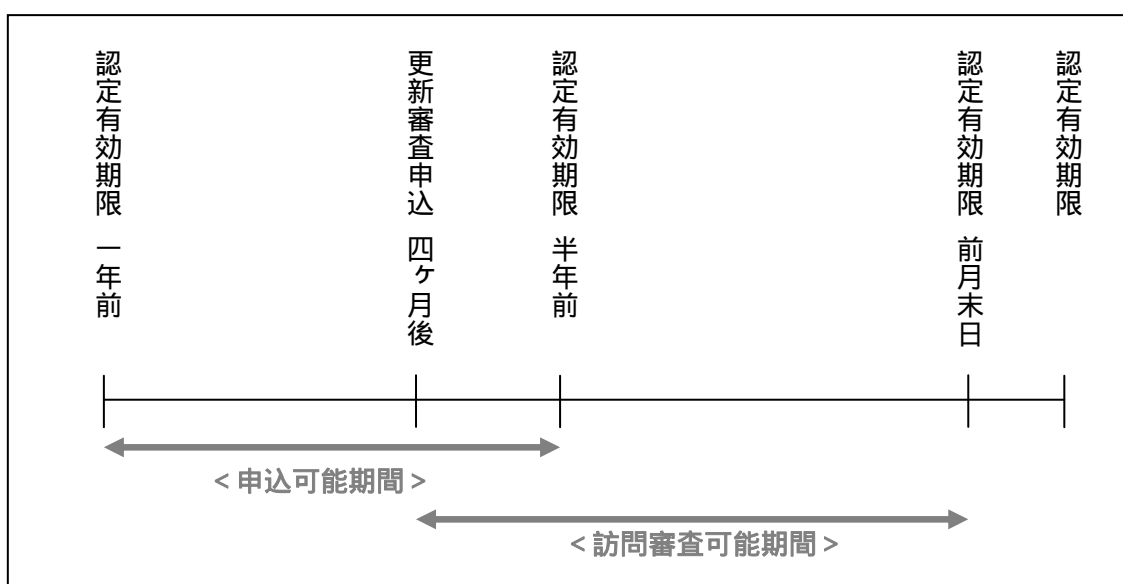 認定有効期限 一年前
更新審査申込 四ヶ月後
認定有効期限 半年前
認定有効期限 前月末日
認定有効期限
<申込可能期間>
<訪問審査可能期間>